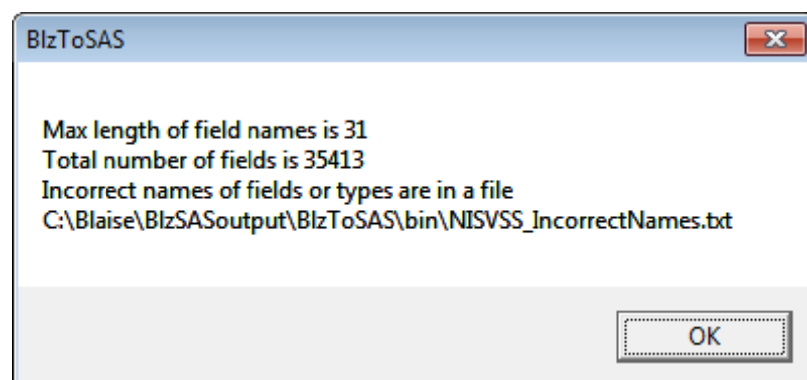 BlzToSAS
Max length of field names is 31
Total number of fields is 35413
Incorrect names of fields or types are in a file
C:\Blaise\BlzSASoutput\BlzToSAS\bin\NISVSS_IncorrectNames.txt
OK